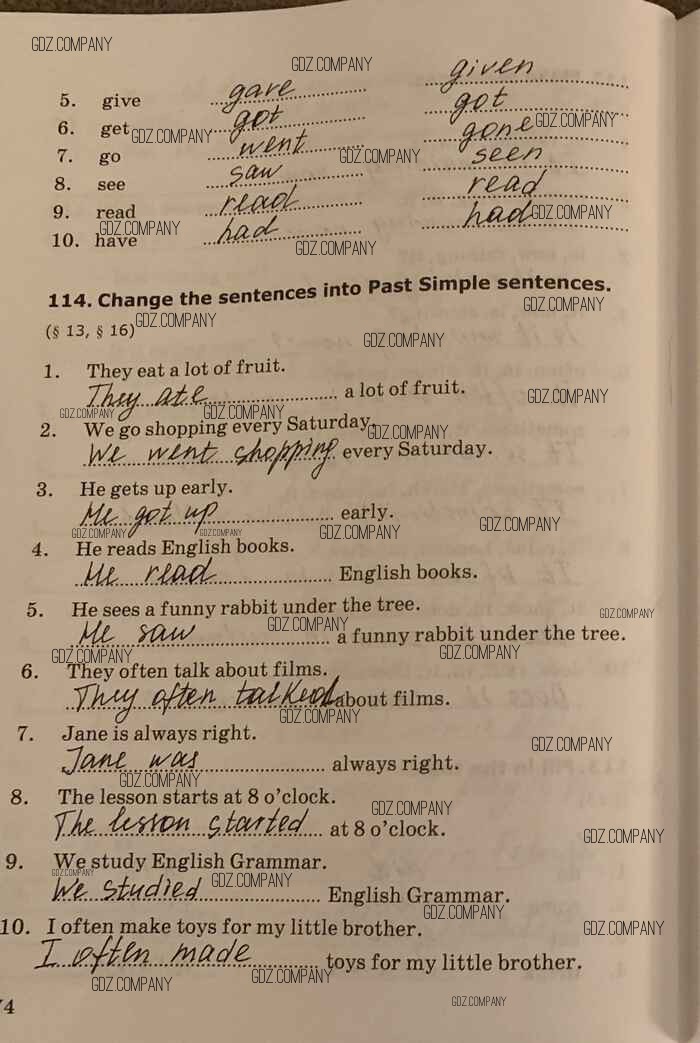 GDZ.COMPANY
GDZ.COMPANY
5. give gave given
6. get got got
GDZ.COMPANY GDZ.COMPANY
7. go went gone
GDZ.COMPANY
8. see saw seen
9. read read read
GDZ.COMPANY GDZ.COMPANY
10. have had had
GDZ.COMPANY
114. Change the sentences into Past Simple sentences.
GDZ.COMPANY
(§ 13, § 16) GDZ.COMPANY
GDZ.COMPANY
1. They eat a lot of fruit.
They ate a lot of fruit.
GDZ.COMPANY
GDZ.COMPANY GDZ.COMPANY
2. We go shopping every Saturday.
GDZ.COMPANY
We went shopping every Saturday.
3. He gets up early.
He got up early.
GDZ.COMPANY GDZ.COMPANY GDZ.COMPANY GDZ.COMPANY
4. He reads English books.
He read English books.
5. He sees a funny rabbit under the tree.
GDZ.COMPANY GDZ.COMPANY
He saw a funny rabbit under the tree.
GDZ.COMPANY GDZ.COMPANY
6. They often talk about films.
They often talked about films.
GDZ.COMPANY
7. Jane is always right.
GDZ.COMPANY
Jane was always right.
GDZ.COMPANY
8. The lesson starts at 8 o'clock.
GDZ.COMPANY
The lesson started at 8 o'clock.
GDZ.COMPANY
9. We study English Grammar.
GDZ.COMPANY GDZ.COMPANY
We studied English Grammar.
GDZ.COMPANY
10. I often make toys for my little brother.
GDZ.COMPANY
I often made toys for my little brother.
GDZ.COMPANY GDZ.COMPANY
GDZ.COMPANY